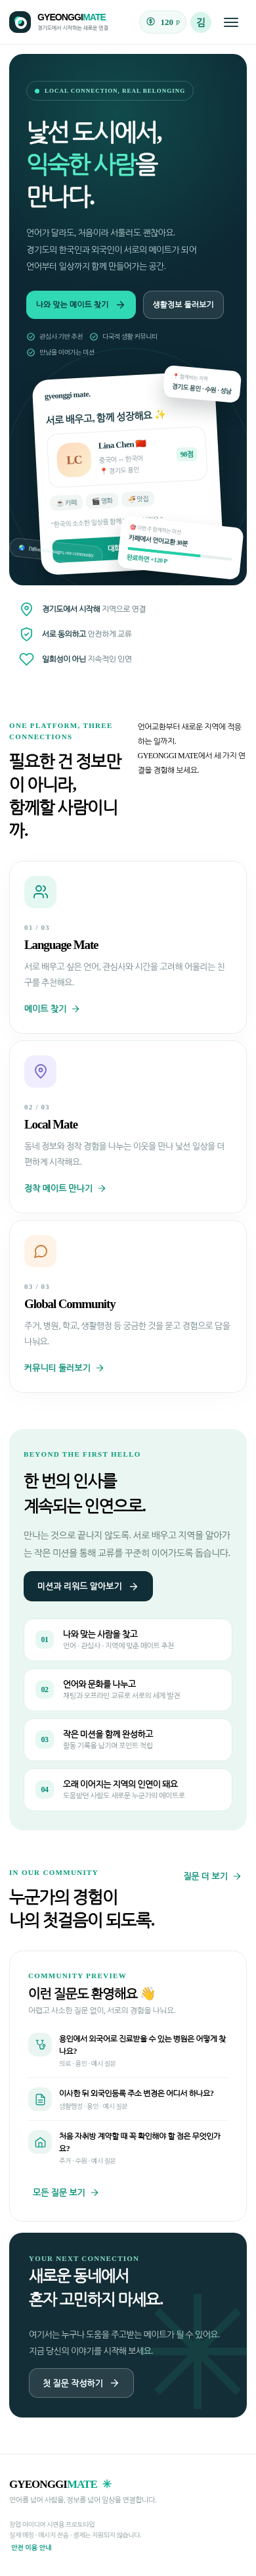 GYEONGGIMATE
경기도에서 시작하는 새로운 연결
120 P
김
LOCAL CONNECTION, REAL BELONGING
낯선 도시에서,
익숙한 사람을
만나다.
언어가 달라도, 처음이라 서툴러도 괜찮아요.
경기도의 한국인과 외국인이 서로의 메이트가 되어
언어부터 일상까지 함께 만들어가는 공간.
나와 맞는 메이트 찾기
생활정보 둘러보기
관심사 기반 추천
다국적 생활 커뮤니티
만남을 이어가는 미션
gyeonggi mate.
경기도 용인 · 수원 · 성남
서로 배우고, 함께 성장해요 ✨
LC
Lina Chen 🇨🇳
중국어 ↔ 한국어
📍 경기도 용인
98점
☕ 카페
🎬 영화
🍜 맛집
카페에서 언어교환 30분
완료하면 +120 P
경기도에서 시작해 지역으로 연결
서로 동의하고 안전하게 교류
일회성이 아닌 지속적인 인연
ONE PLATFORM, THREE
CONNECTIONS
필요한 건 정보만
이 아니라,
함께할 사람이니
까.
언어교환부터 새로운 지역에 적응
하는 일까지.
GYEONGGI MATE에서 세 가지 연
결을 경험해 보세요.
01 / 03
Language Mate
서로 배우고 싶은 언어, 관심사와 시간을 고려해 어울리는 친
구를 추천해요.
메이트 찾기
02 / 03
Local Mate
동네 정보와 정착 경험을 나누는 이웃을 만나 낯선 일상을 더
편하게 시작해요.
정착 메이트 만나기
03 / 03
Global Community
주거, 병원, 학교, 생활행정 등 궁금한 것을 묻고 경험으로 답을
나눠요.
커뮤니티 둘러보기
BEYOND THE FIRST HELLO
한 번의 인사를
계속되는 인연으로.
만나는 것으로 끝나지 않도록. 서로 배우고 지역을 알아가
는 작은 미션을 통해 교류를 꾸준히 이어가도록 돕습니다.
미션과 리워드 알아보기
01
나와 맞는 사람을 찾고
언어 · 관심사 · 지역에 맞춘 메이트 추천
02
언어와 문화를 나누고
채팅과 오프라인 교류로 서로의 세계 발견
03
작은 미션을 함께 완성하고
활동 기록을 남기며 포인트 적립
04
오래 이어지는 지역의 인연이 돼요
도움받던 사람도 새로운 누군가의 메이트로
IN OUR COMMUNITY
누군가의 경험이
나의 첫걸음이 되도록.
질문 더 보기
COMMUNITY PREVIEW
이런 질문도 환영해요 👋
어렵고 사소한 질문 없이, 서로의 경험을 나눠요.
용인에서 외국어로 진료받을 수 있는 병원은 어떻게 찾
나요?
의료 · 용인 · 예시 질문
이사한 뒤 외국인등록 주소 변경은 어디서 하나요?
생활행정 · 용인 · 예시 질문
처음 자취방 계약할 때 꼭 확인해야 할 점은 무엇인가
요?
주거 · 수원 · 예시 질문
모든 질문 보기
YOUR NEXT CONNECTION
새로운 동네에서
혼자 고민하지 마세요.
여기서는 누구나 도움을 주고받는 메이트가 될 수 있어요.
지금 당신의 이야기를 시작해 보세요.
첫 질문 작성하기
GYEONGGIMATE ✳
언어를 넘어 사람을, 정보를 넘어 일상을 연결합니다.
창업 아이디어 시연용 프로토타입
실제 매칭 · 메시지 전송 · 결제는 지원되지 않습니다.
안전 이용 안내